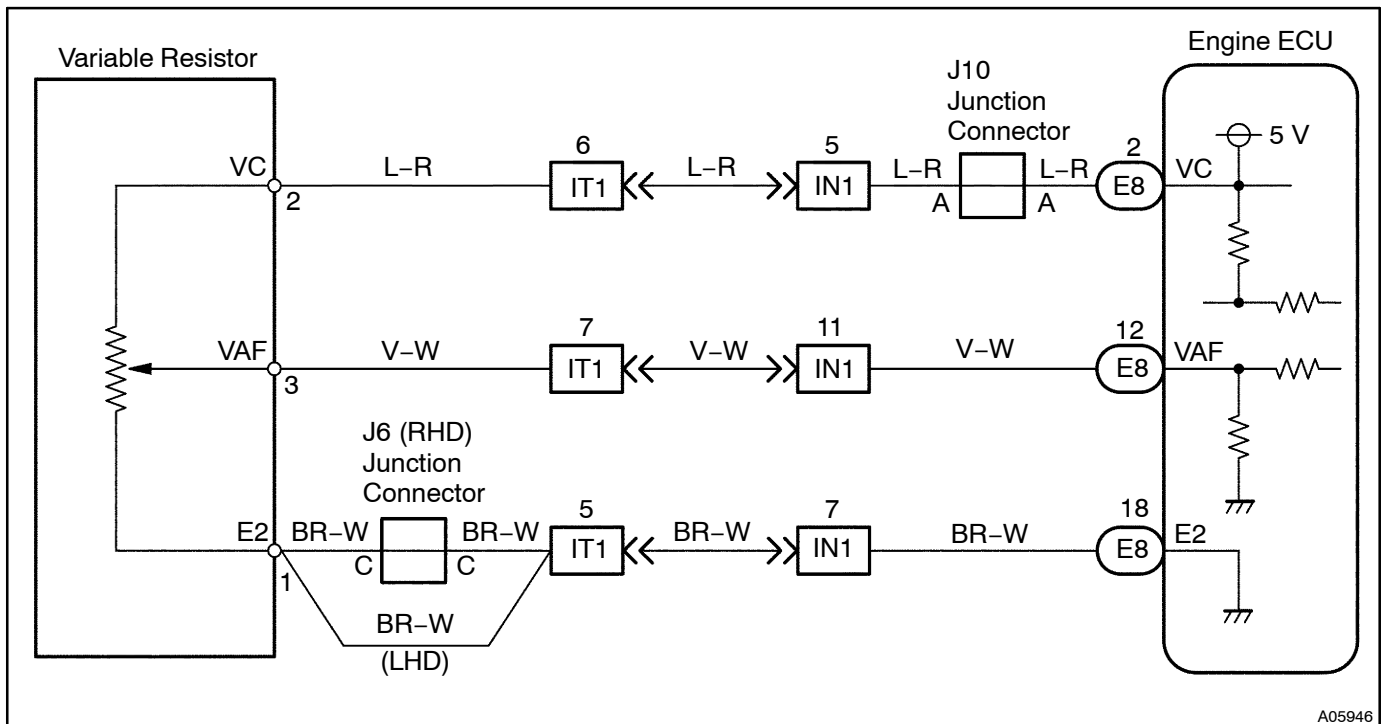 Variable Resistor
Engine ECU
J10
Junction
Connector
5 V
VC
2
L–R
6
IT1
L–R
5
IN1
L–R
A
L–R
A
2
E8
VC
VAF
3
V–W
7
IT1
V–W
11
IN1
V–W
12
E8
VAF
J6 (RHD)
Junction
Connector
E2
1
BR–W
C
BR–W
C
5
IT1
BR–W
7
IN1
BR–W
18
E8
E2
BR–W
(LHD)
A05946